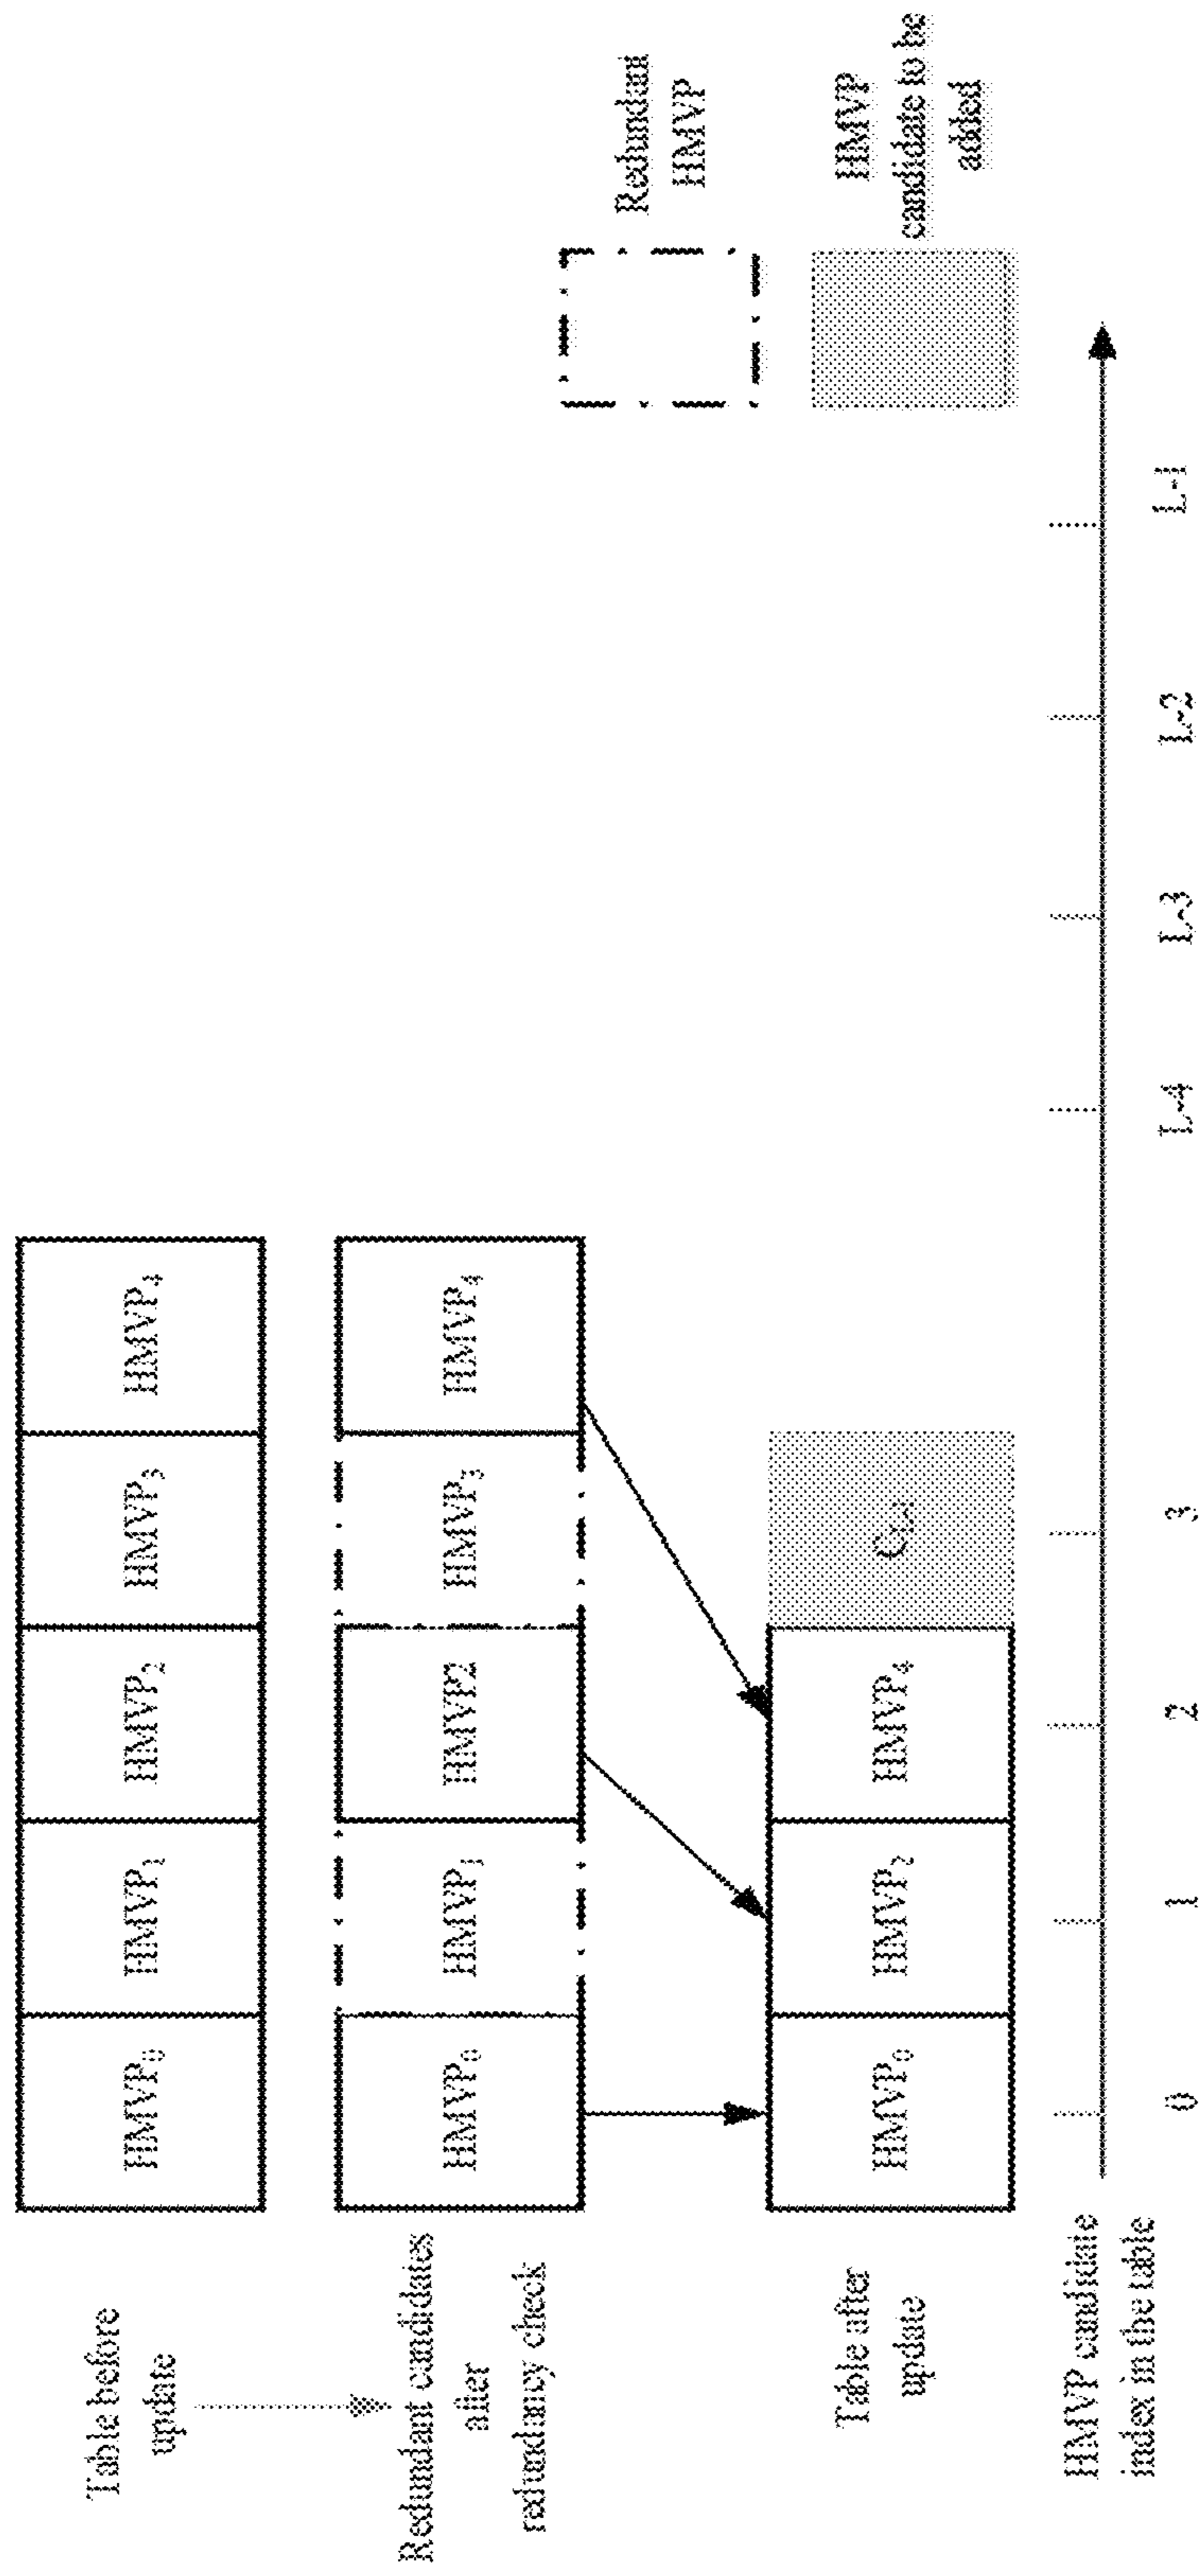 Table before
update
HMVP0
HMVP1
HMVP2
HMVP3
HMVP4
Redundant candidates
after
redundancy check
HMVP0
HMVP1
HMVP2
HMVP3
HMVP4
Redundant
HMVP
Table after
update
HMVP0
HMVP2
HMVP4
HMVP
candidate to be
added
HMVP candidate
index in the table
0
1
2
3
L-4
L-3
L-2
L-1